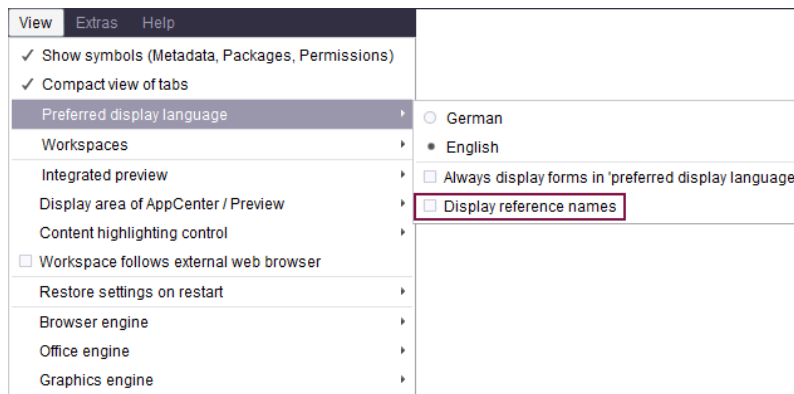 View Extras Help
Show symbols (Metadata, Packages, Permissions)
Compact view of tabs
Preferred display language
Workspaces
Integrated preview
Display area of AppCenter / Preview
Content highlighting control
Workspace follows external web browser
Restore settings on restart
Browser engine
Office engine
Graphics engine
German
English
Always display forms in 'preferred display language
Display reference names